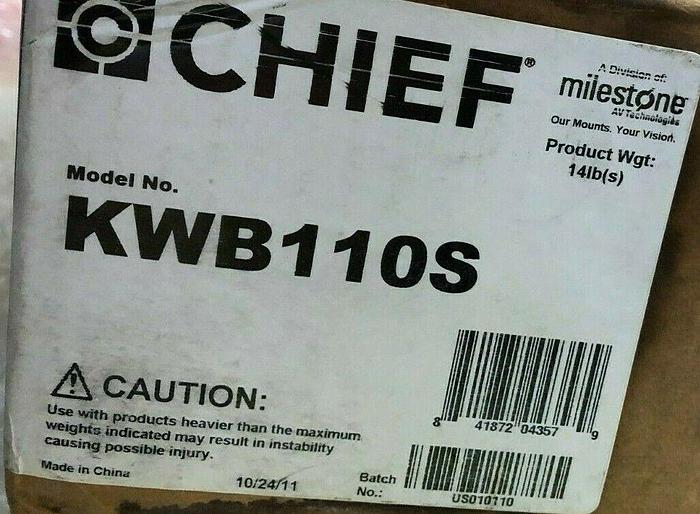 CHIEF®
A Division of:
milestone
AV Technologies
Our Mounts. Your Vision.
Product Wgt:
14lb(s)
Model No.
KWB110S
CAUTION:
Use with products heavier than the maximum
weights indicated may result in instability
causing possible injury.
Made in China
10/24/11
8 41872 04357 9
Batch
No.:
US010110